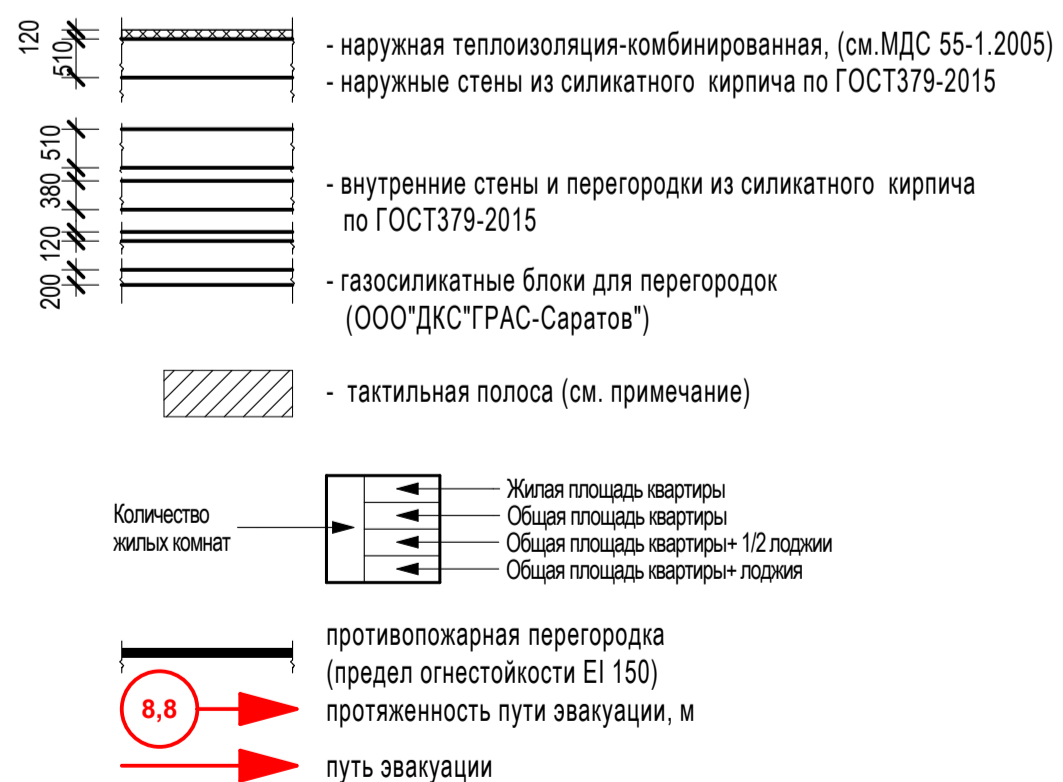 120
510
- наружная теплоизоляция-комбинированная, (см.МДС 55-1.2005)
- наружные стены из силикатного кирпича по ГОСТ379-2015
510
380
120
200
- внутренние стены и перегородки из силикатного кирпича
по ГОСТ379-2015
- газосиликатные блоки для перегородок
(ООО"ДКС"ГРАС-Саратов")
- тактильная полоса (см. примечание)
Количество
жилых комнат
Жилая площадь квартиры
Общая площадь квартиры
Общая площадь квартиры+ 1/2 лоджии
Общая площадь квартиры+ лоджия
противопожарная перегородка
(предел огнестойкости EI 150)
8,8
протяженность пути эвакуации, м
путь эвакуации